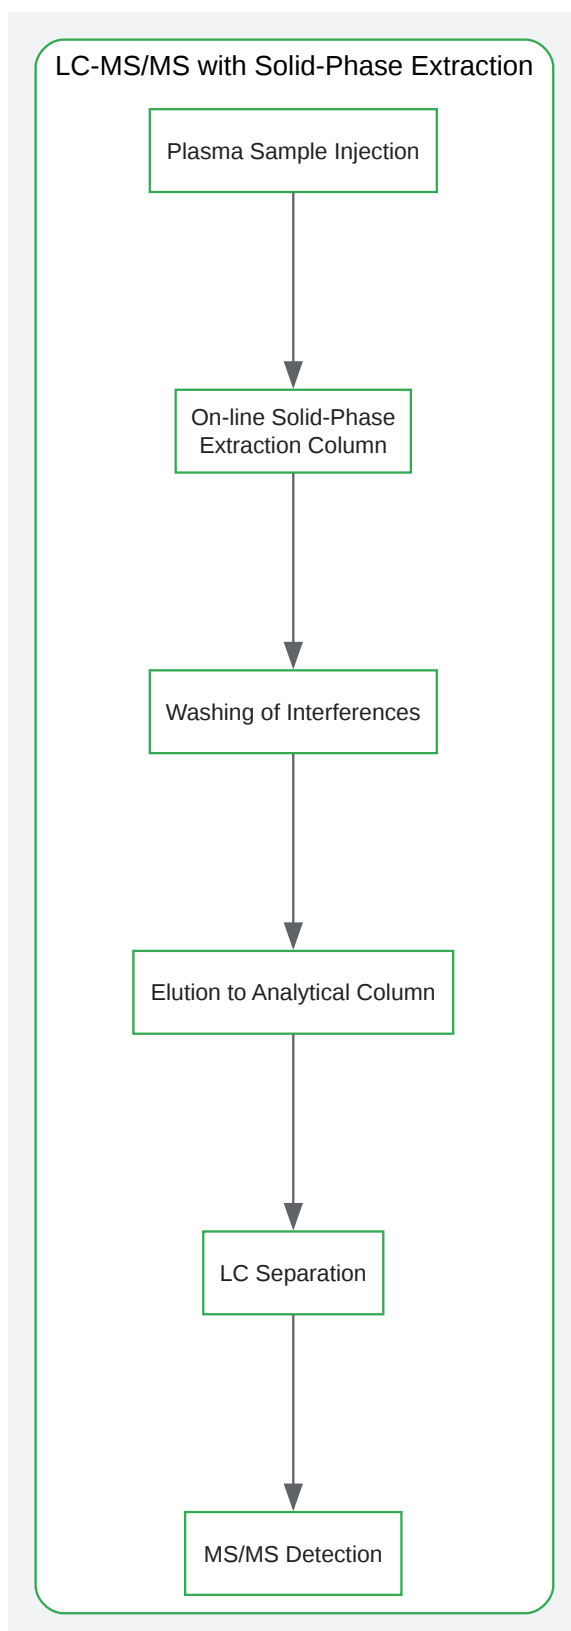 LC-MS/MS with Solid-Phase Extraction
Plasma Sample Injection
On-line Solid-Phase
Extraction Column
Washing of Interferences
Elution to Analytical Column
LC Separation
MS/MS Detection